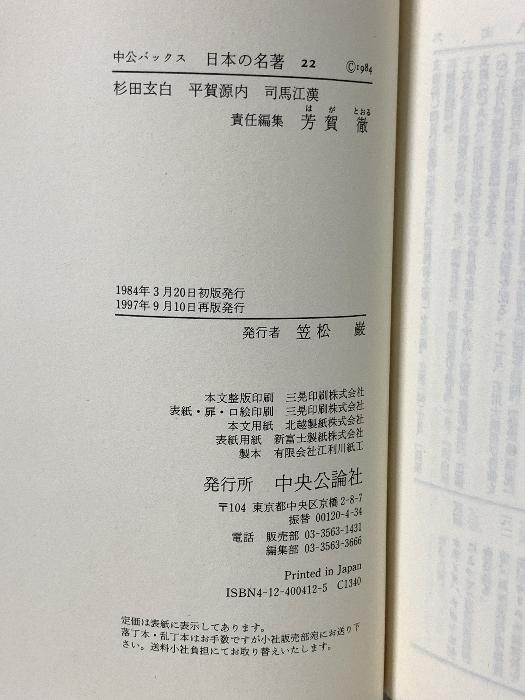 中公バックス 日本の名著 22 ©1984
杉田玄白 平賀源内 司馬江漢
責任編集 芳賀徹
はが とおる
1984年3月20日初版発行
1997年9月10日再版発行
発行者 笠松 巌
本文整版印刷 三晃印刷株式会社
表紙・扉・口絵印刷 三晃印刷株式会社
本文用紙 北越製紙株式会社
表紙用紙 新富士製紙株式会社
製本 有限会社江利川紙工
発行所 中央公論社
〒104 東京都中央区京橋2-8-7
振替 00120-4-34
電話 販売部 03-3563-1431
編集部 03-3563-3666
Printed in Japan
ISBN4-12-400412-5 C1340
定価は表紙に表示してあります。
落丁本・乱丁本はお手数ですが小社販売部宛にお送り下
さい。送料小社負担にてお取り替えいたします。